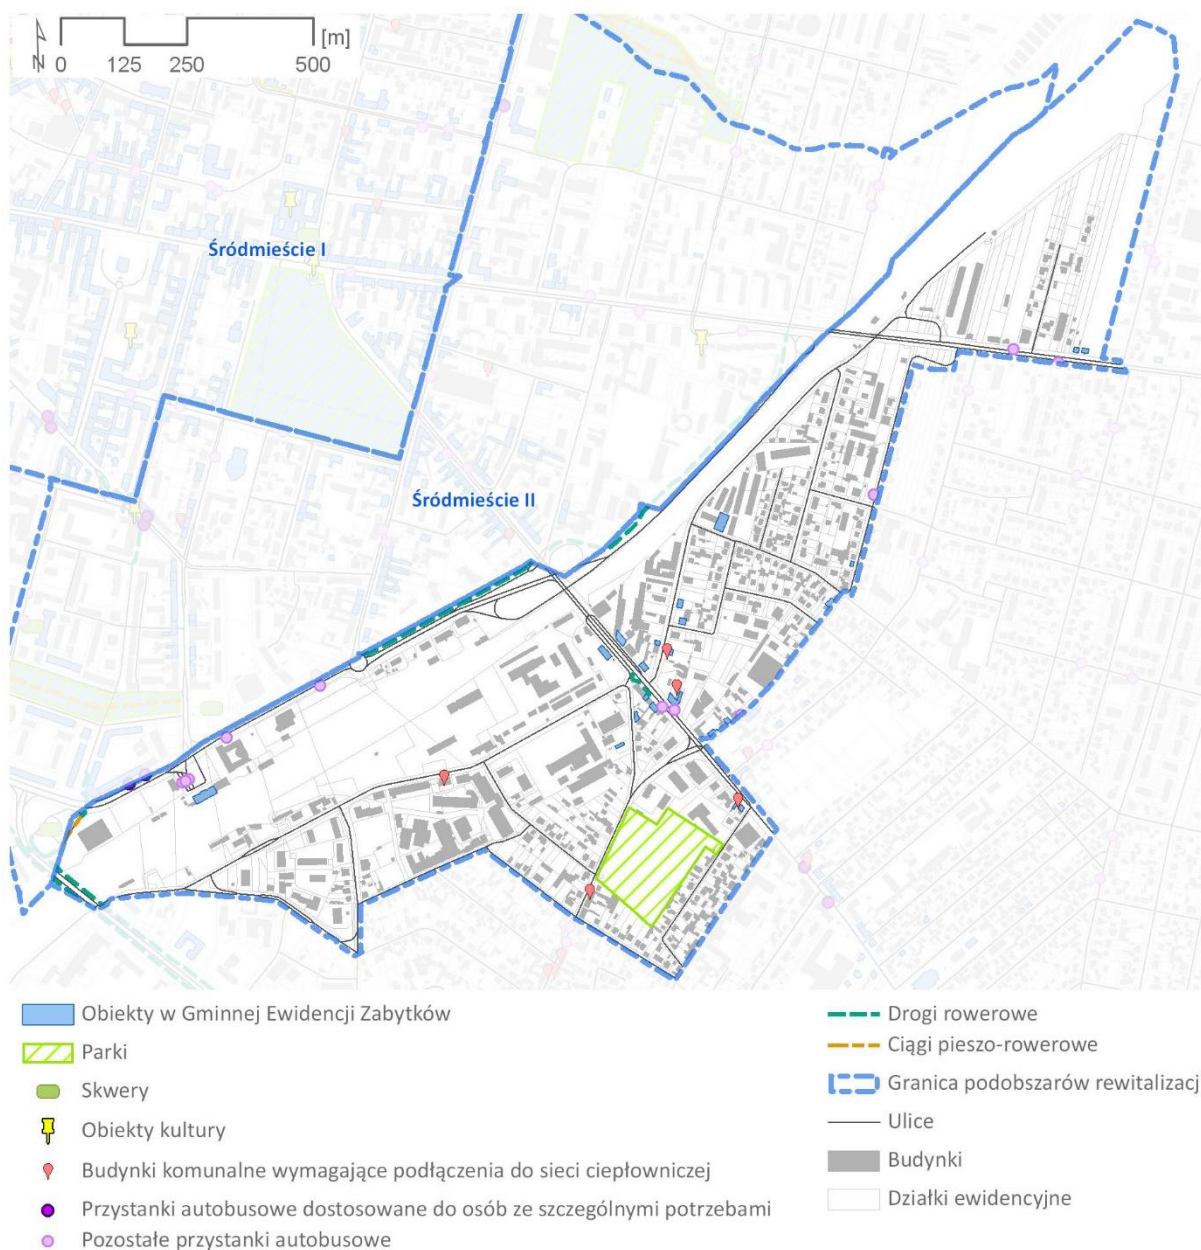 [m]
N 0 125 250 500
Śródmieście I
Śródmieście II
Obiekty w Gminnej Ewidencji Zabytków
Parki
Skwery
Obiekty kultury
Budynki komunalne wymagające podłączenia do sieci ciepłowniczej
Przystanki autobusowe dostosowane do osób ze szczególnymi potrzebami
Pozostałe przystanki autobusowe
Drogi rowerowe
Ciągi pieszo-rowerowe
Granica podobszarów rewitalizacj
Ulice
Budynki
Działki ewidencyjne